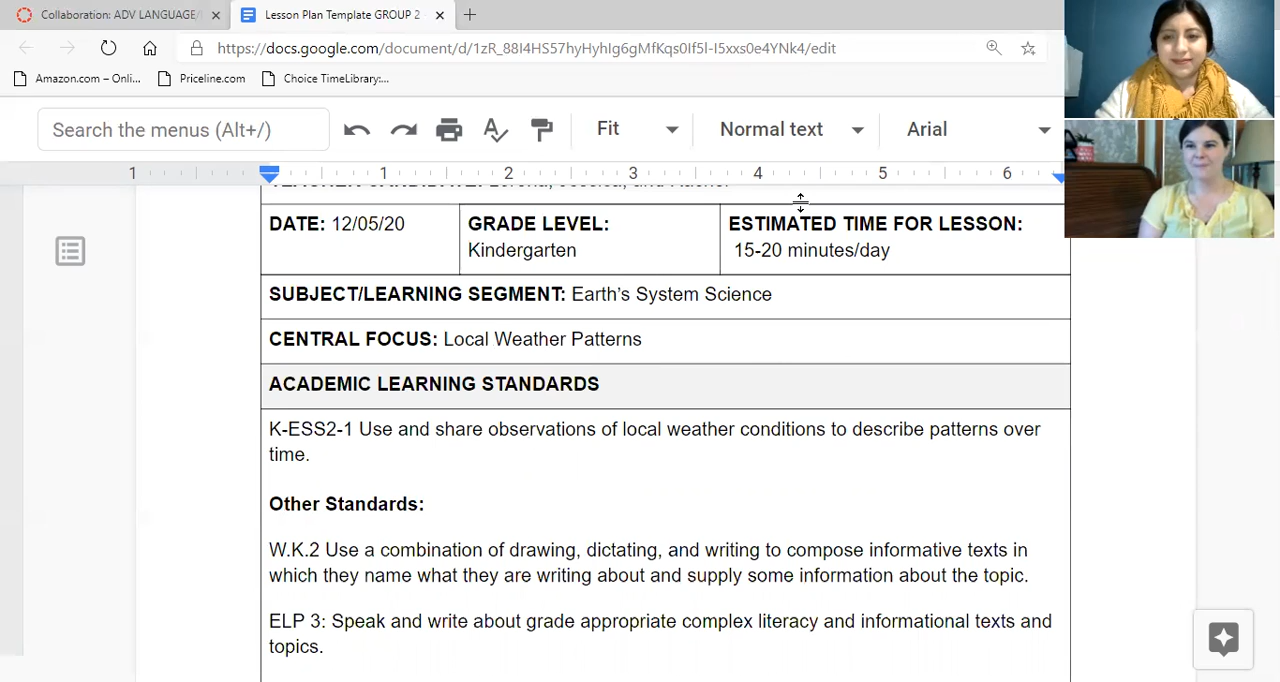 Collaboration: ADV LANGUAGE/
Lesson Plan Template GROUP 2
https://docs.google.com/document/d/1zR_88I4HS57hyHyhIg6gMfKqs0If5l-I5xxs0e4YNk4/edit
Amazon.com – Onli...
Priceline.com
Choice TimeLibrary:...
Search the menus (Alt+/)
Fit
Normal text
Arial
1 1 2 3 4 5 6
DATE: 12/05/20
GRADE LEVEL:
Kindergarten
ESTIMATED TIME FOR LESSON:
15-20 minutes/day
SUBJECT/LEARNING SEGMENT: Earth's System Science
CENTRAL FOCUS: Local Weather Patterns
ACADEMIC LEARNING STANDARDS
K-ESS2-1 Use and share observations of local weather conditions to describe patterns over
time.
Other Standards:
W.K.2 Use a combination of drawing, dictating, and writing to compose informative texts in
which they name what they are writing about and supply some information about the topic.
ELP 3: Speak and write about grade appropriate complex literacy and informational texts and
topics.